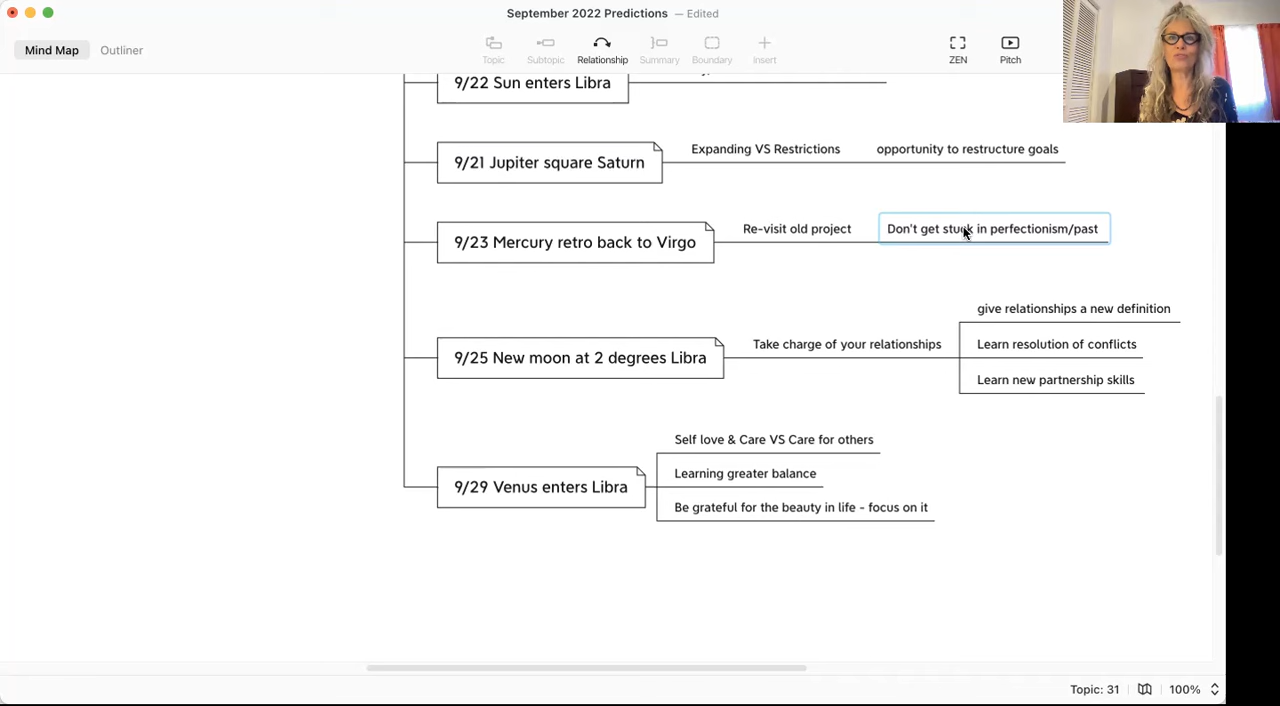 September 2022 Predictions — Edited
Mind Map
Outliner
Topic
Subtopic
Relationship
Summary
Boundary
Insert
ZEN
Pitch
9/22 Sun enters Libra
9/21 Jupiter square Saturn
Expanding VS Restrictions
opportunity to restructure goals
9/23 Mercury retro back to Virgo
Re-visit old project
Don't get stuck in perfectionism/past
9/25 New moon at 2 degrees Libra
Take charge of your relationships
give relationships a new definition
Learn resolution of conflicts
Learn new partnership skills
9/29 Venus enters Libra
Self love & Care VS Care for others
Learning greater balance
Be grateful for the beauty in life - focus on it
Topic: 31
100%